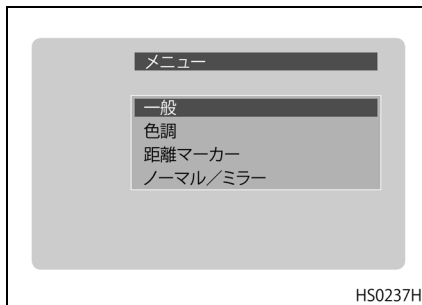 メニュー
一般
色調
距離マーカー
ノーマル／ミラー
HS0237H